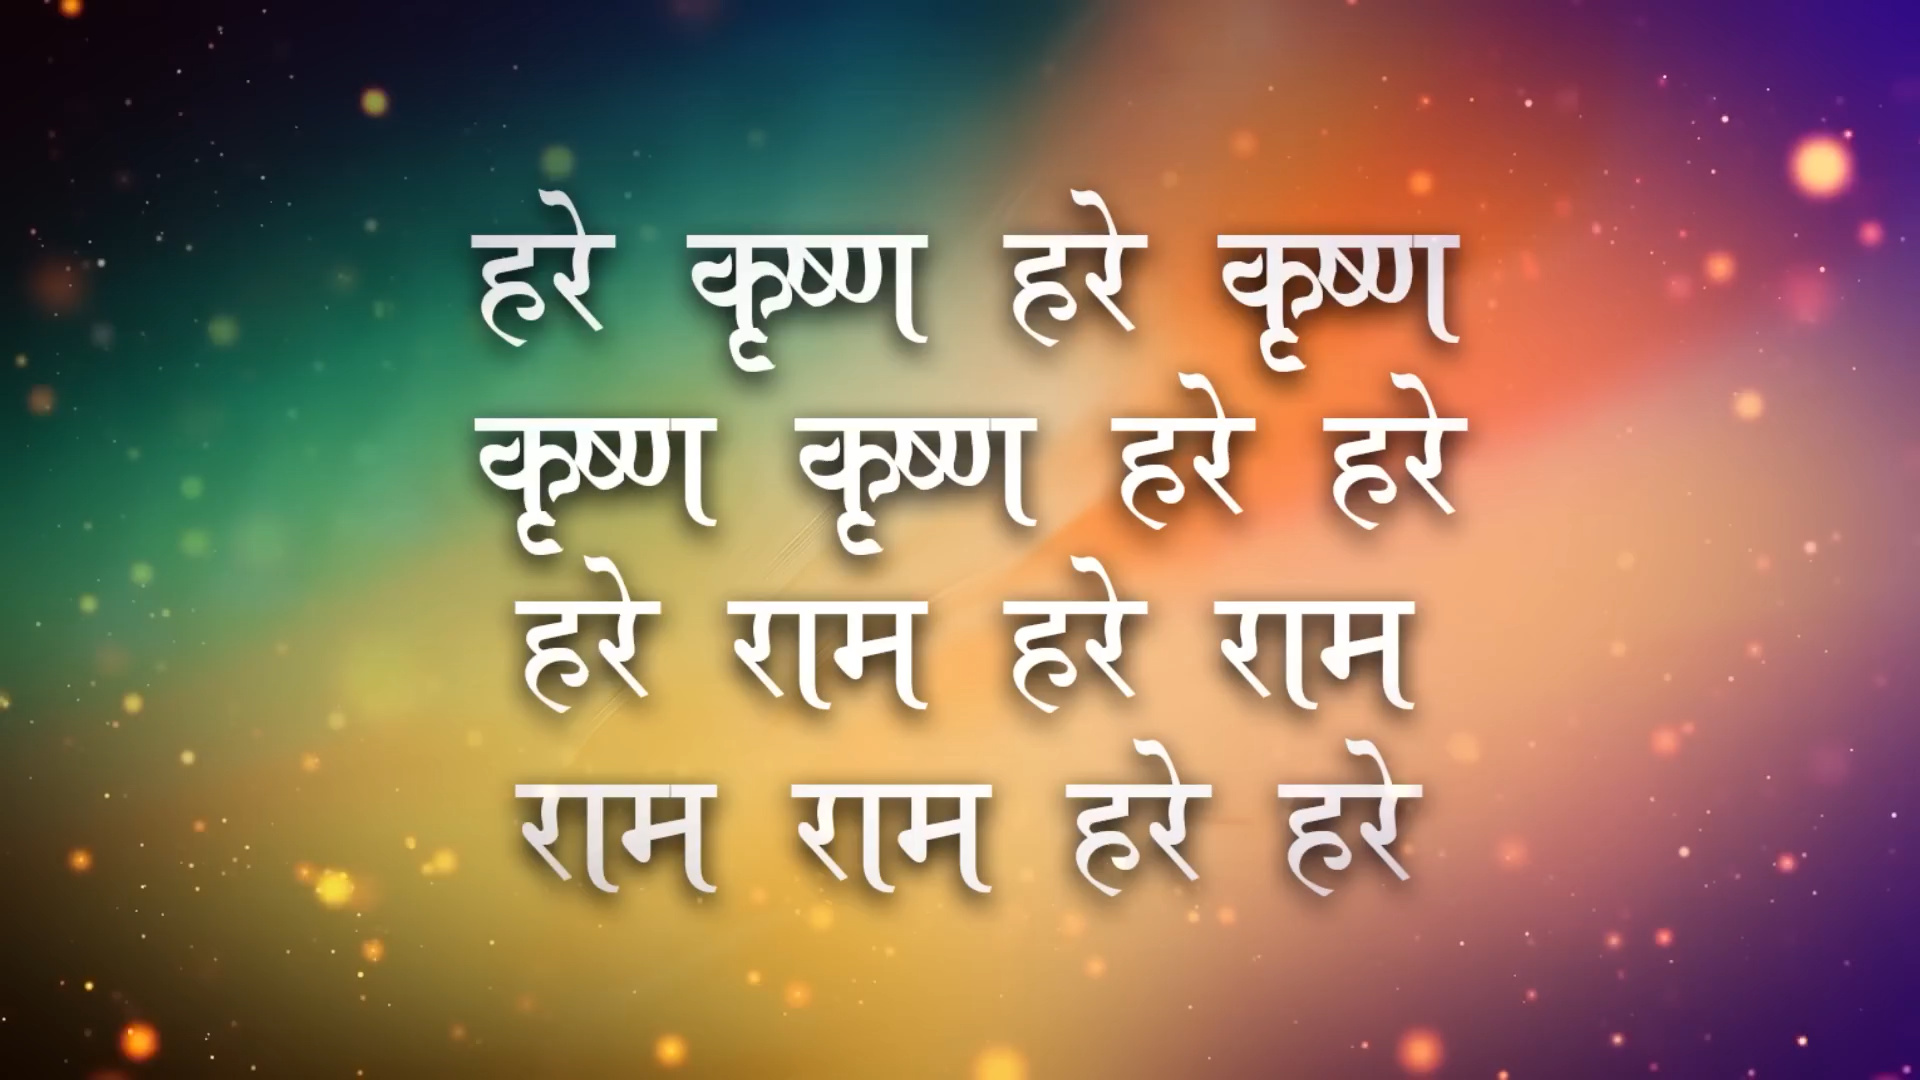 हरे कृष्ण हरे कृष्ण
कृष्ण कृष्ण हरे हरे
हरे राम हरे राम
राम राम हरे हरे